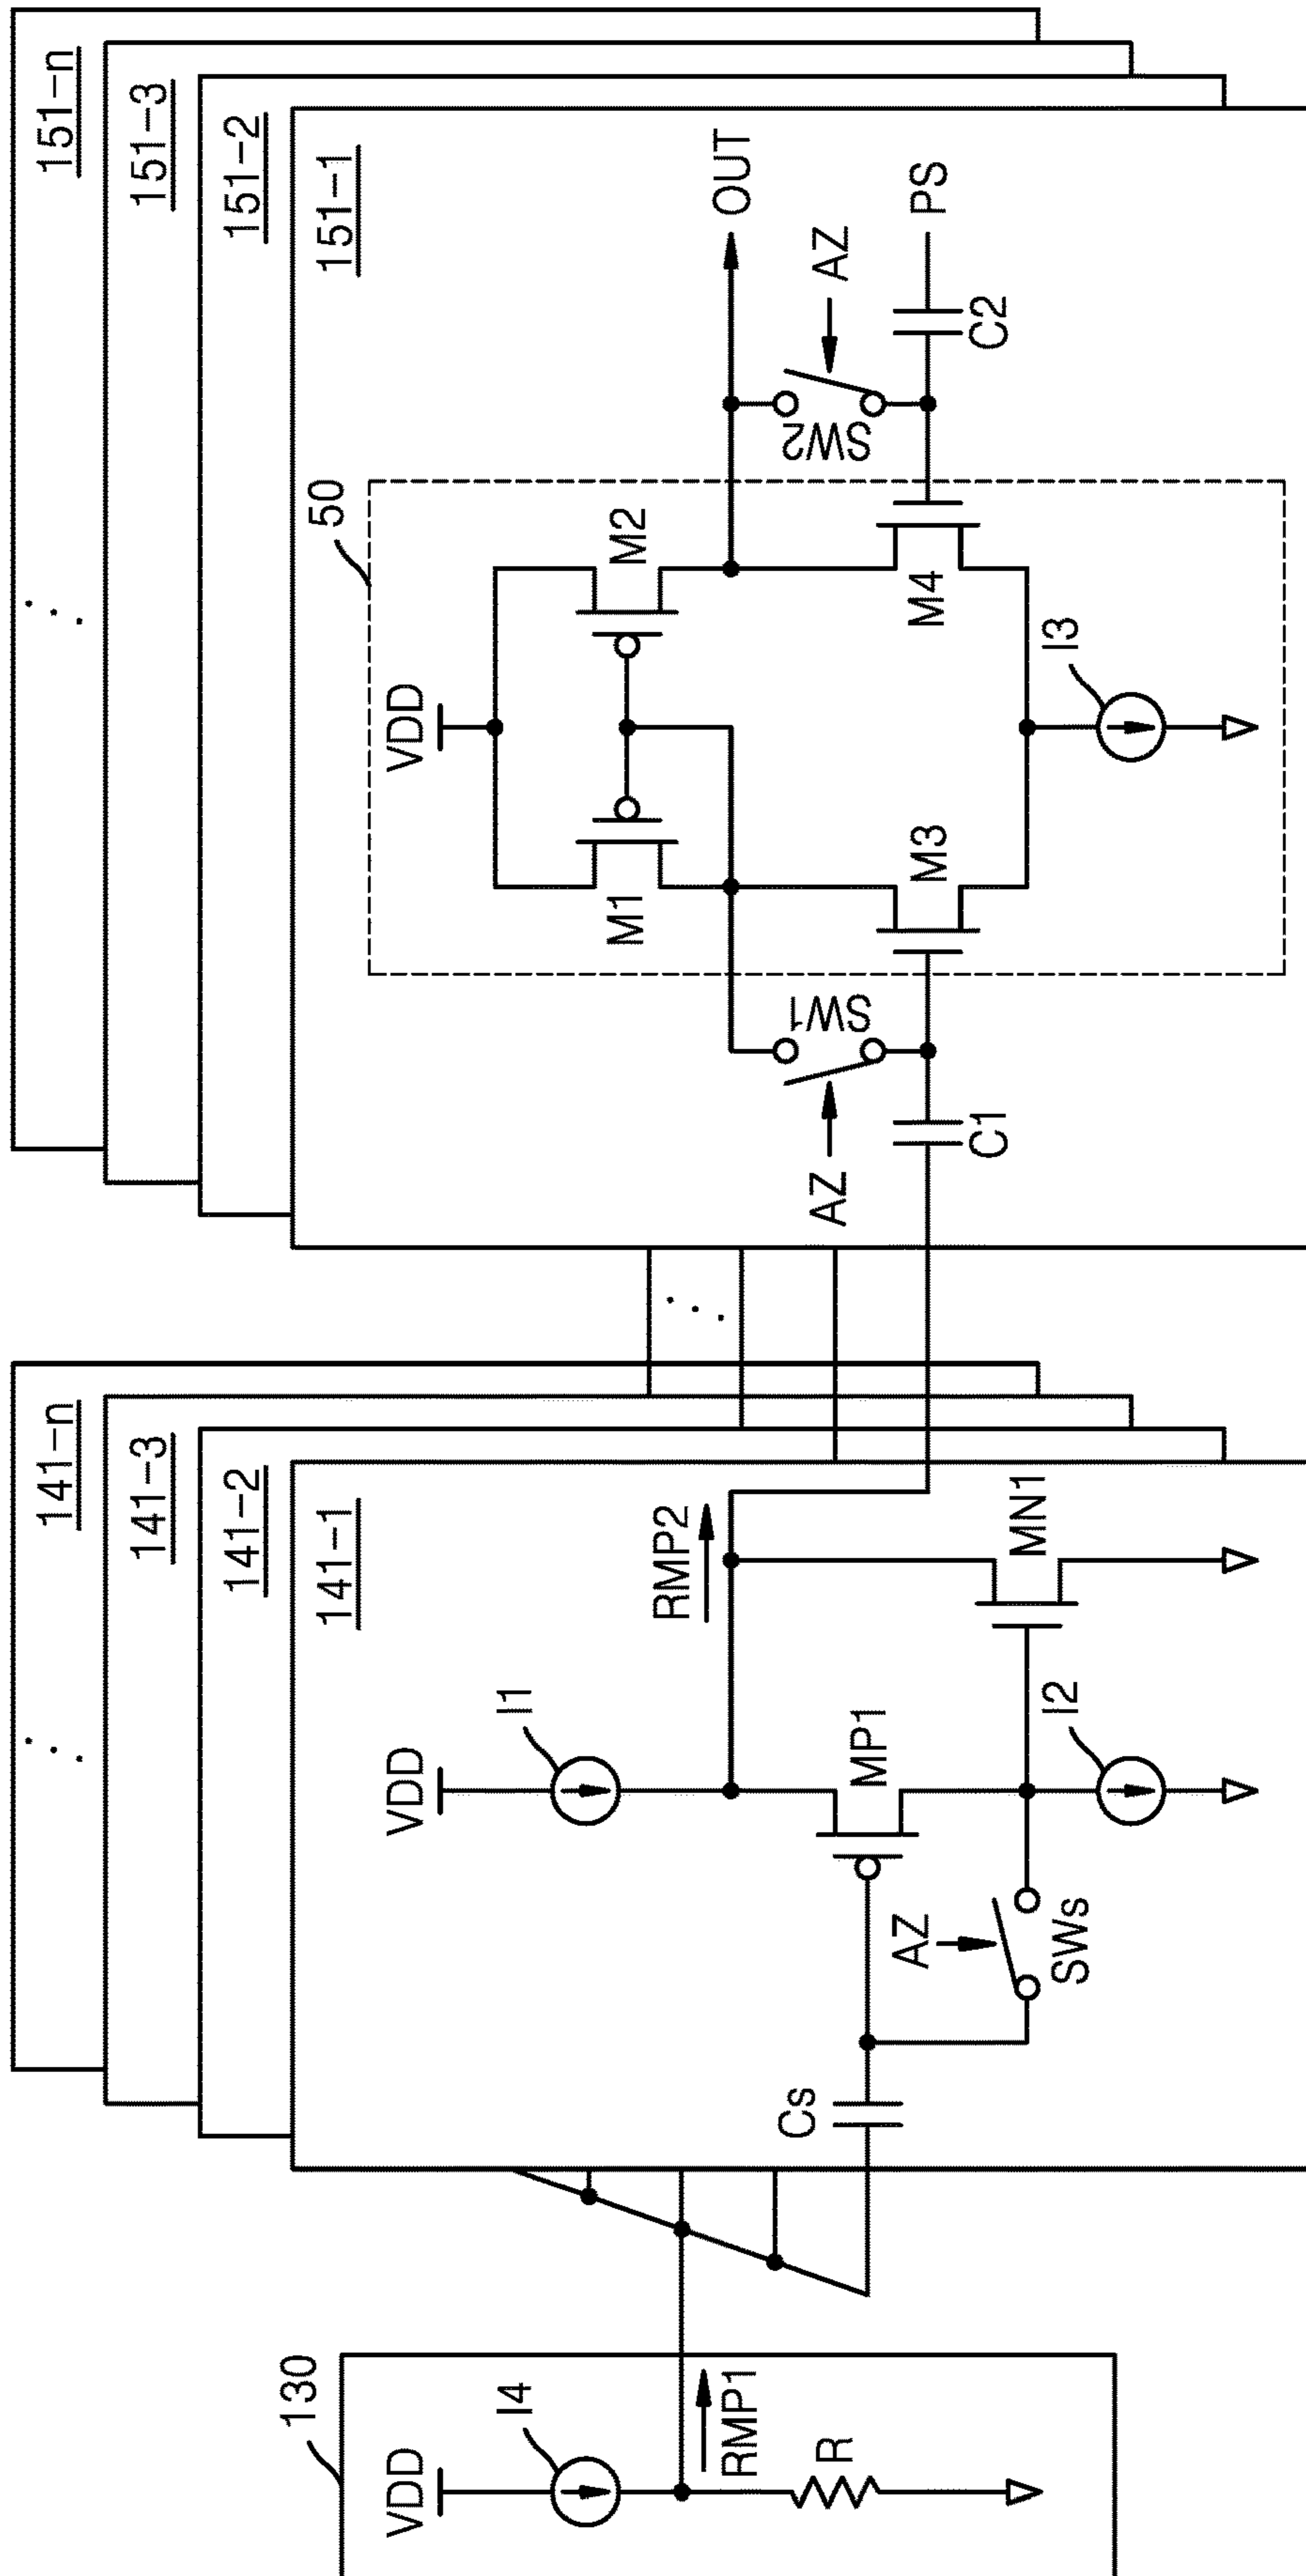 130
VDD
I4
RMP1
R
141-n
141-3
141-2
141-1
VDD
I1
RMP2
MP1
MN1
AZ
I2
SWs
Cs
151-n
151-3
151-2
151-1
50
VDD
M1
M2
OUT
SW1
SW2
AZ
AZ
M3
M4
C1
C2
PS
I3